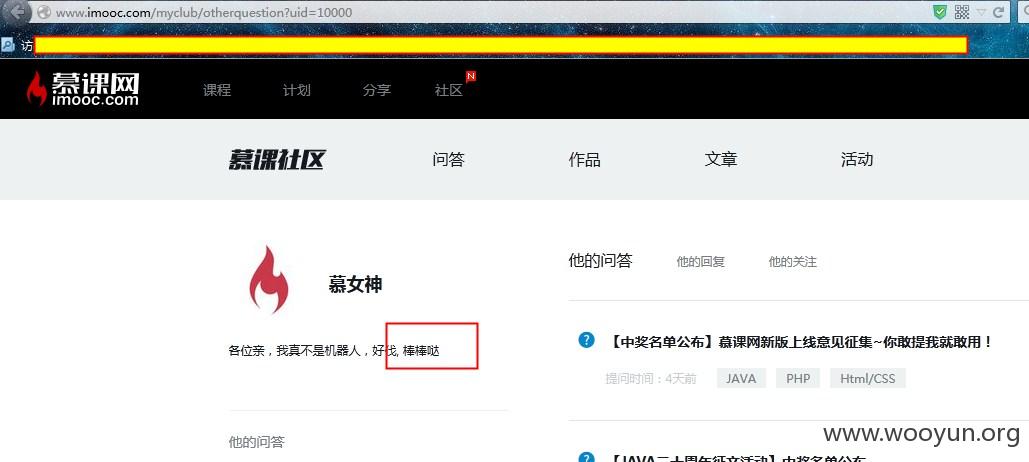 www.imooc.com/myclub/otherquestion?uid=10000
访
慕课网
imooc.com
课程 计划 分享 社区 N
慕课社区 问答 作品 文章 活动
慕女神
各位亲，我真不是机器人，好伐, 棒棒哒
他的问答
他的问答 他的回复 他的关注
? 【中奖名单公布】慕课网新版上线意见征集~你敢提我就敢用！
提问时间：4天前 JAVA PHP Html/CSS
? 【JAVA二十周年征文活动】中奖名单公布
www.wooyun.org